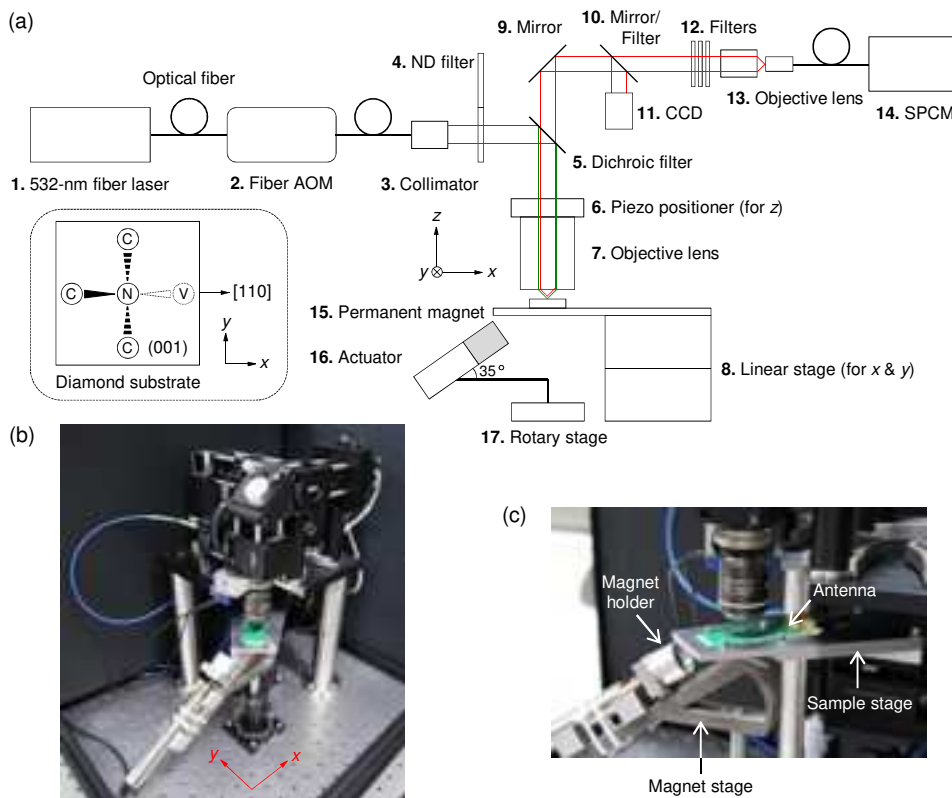 (a)
9. Mirror
10. Mirror/
Filter
12. Filters
4. ND filter
Optical fiber
11. CCD
13. Objective lens
14. SPCM
1. 532-nm fiber laser
2. Fiber AOM
3. Collimator
5. Dichroic filter
6. Piezo positioner (for z)
7. Objective lens
z
y
x
C
C
N
V
[110]
C
(001)
y
x
Diamond substrate
15. Permanent magnet
16. Actuator
35°
8. Linear stage (for x & y)
17. Rotary stage
(b)
y
x
(c)
Magnet
holder
Antenna
Sample stage
Magnet stage